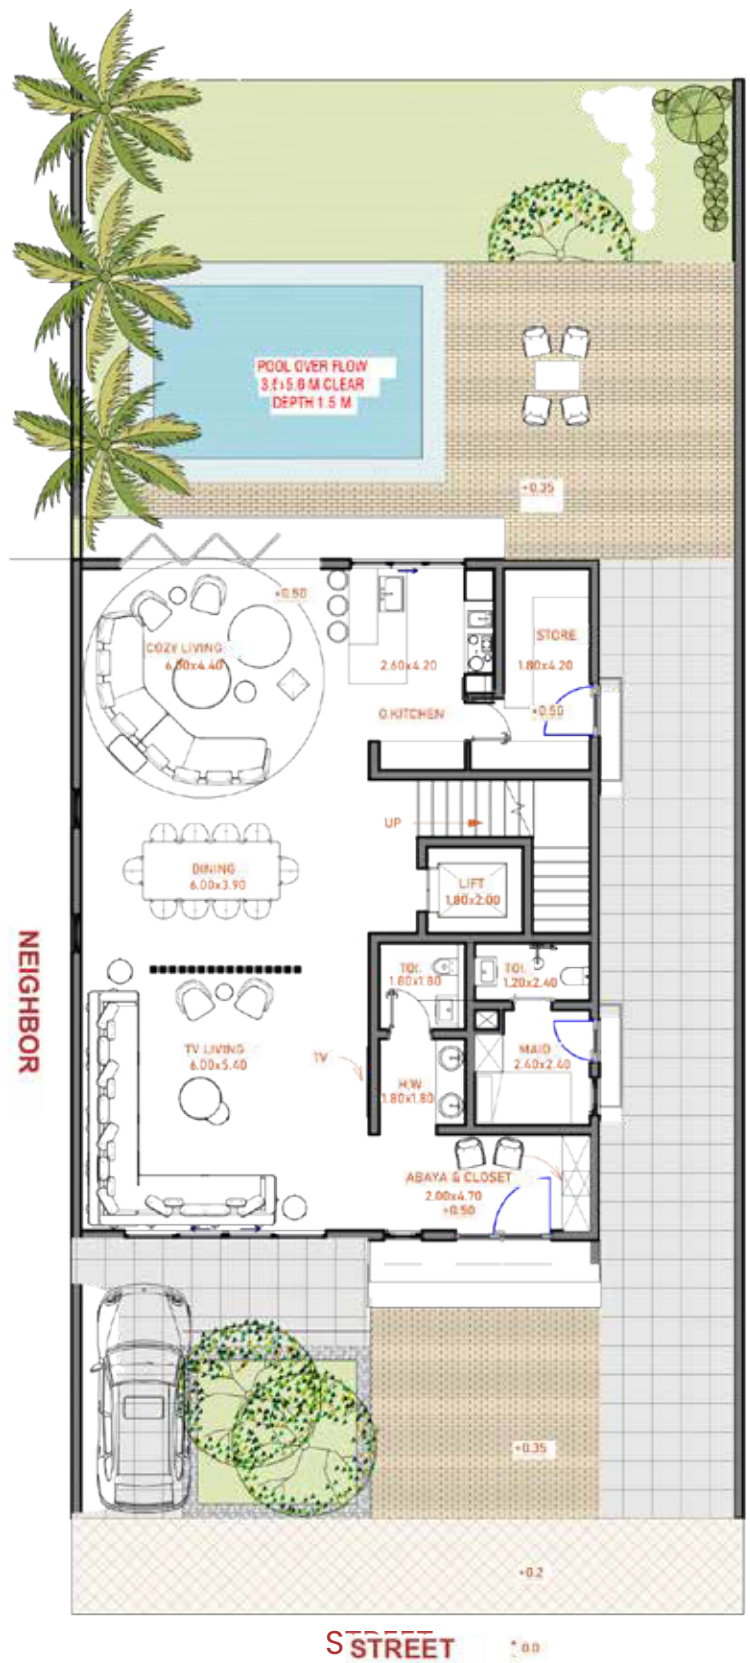 POOL OVER FLOW
5.6 M CLEAR
DEPTH 1.5 M
+0.35
+0.50
COZY LIVING
6.00x4.40
2.60x4.20
O.KITCHEN
STORE
1.80x4.20
+0.50
UP
LIFT
1.80x2.00
DINING
6.00x3.90
TOI.
1.80x1.80
TOI.
1.20x2.40
NEIGHBOR
TV LIVING
6.00x5.40
TV
MAID
2.40x2.40
H.W
1.80x1.80
ABAYA & CLOSET
2.00x4.70
+0.50
+0.35
+0.2
STREET
0.0